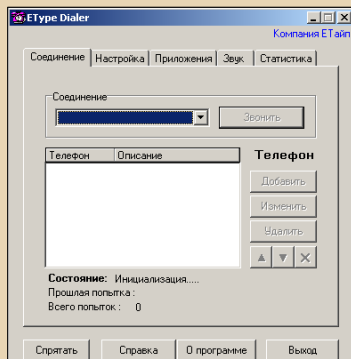 EType Dialer
Компания ЕТайп
Соединение Настройка Приложения Звук Статистика
Соединение
Звонить
Телефон Описание
Телефон
Добавить
Изменить
Удалить
Состояние: Инициализация.....
Прошлая попытка :
Всего попыток : 0
Спрятать Справка О программе Выход